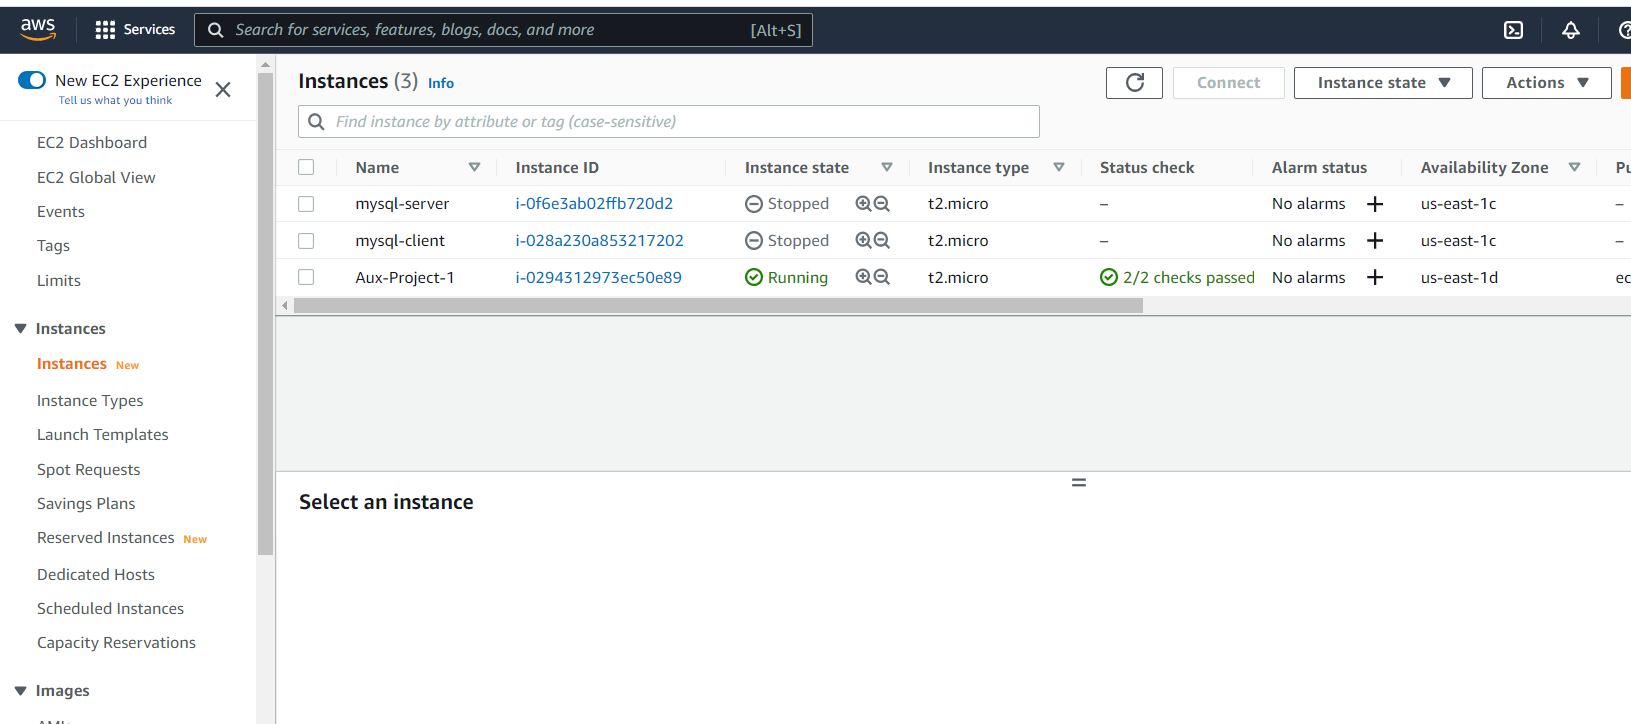 aws
Services
Search for services, features, blogs, docs, and more [Alt+S]
New EC2 Experience
Tell us what you think
EC2 Dashboard
EC2 Global View
Events
Tags
Limits
Instances
Instances New
Instance Types
Launch Templates
Spot Requests
Savings Plans
Reserved Instances New
Dedicated Hosts
Scheduled Instances
Capacity Reservations
Images
Instances (3) Info
Connect
Instance state
Actions
Find instance by attribute or tag (case-sensitive)
Name Instance ID Instance state Instance type Status check Alarm status Availability Zone
mysql-server i-0f6e3ab02ffb720d2 Stopped t2.micro – No alarms us-east-1c –
mysql-client i-028a230a853217202 Stopped t2.micro – No alarms us-east-1c –
Aux-Project-1 i-0294312973ec50e89 Running t2.micro 2/2 checks passed No alarms us-east-1d
Select an instance